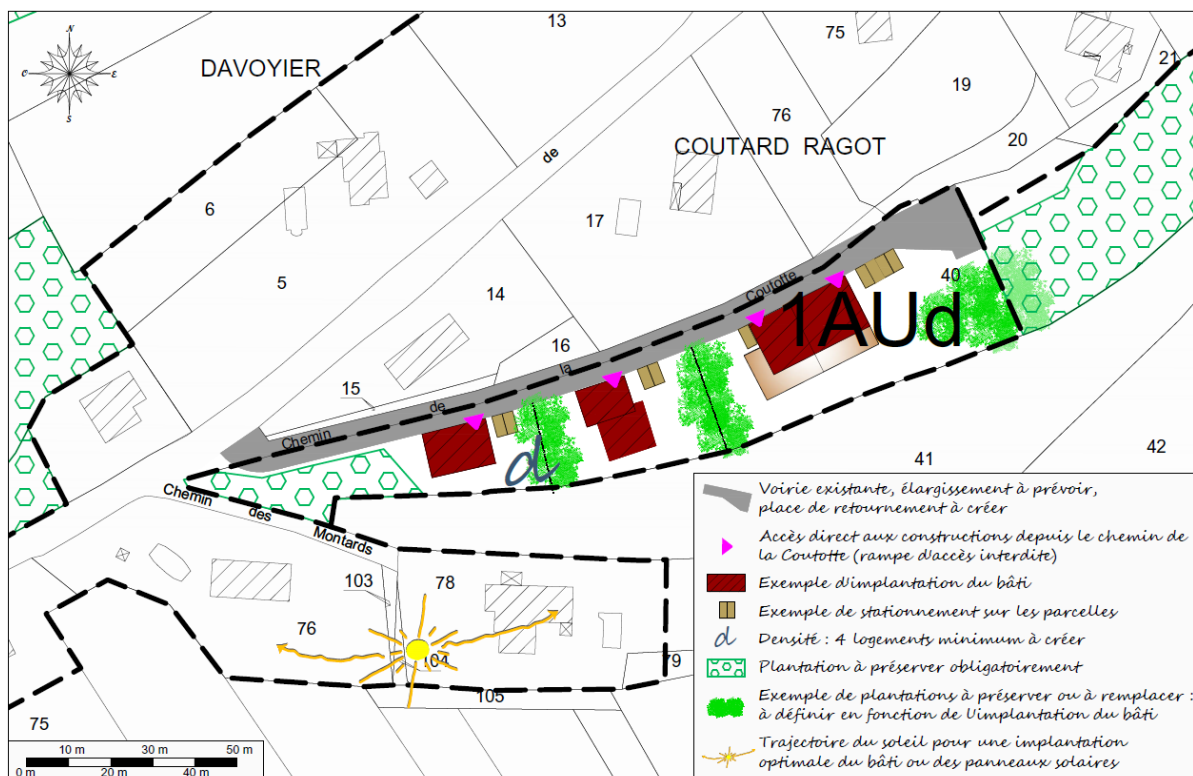 N
O
E
S
DAVOYIER
13
75
21
19
76
COUTARD RAGOT
20
de
6
17
5
14
40
Coutotte
1AUd
16
la
15
de
Chemin
d
41
42
Chemin
des
Montards
103
78
76
104
79
105
75
10 m 30 m 50 m
0 m 20 m 40 m
Voirie existante, élargissement à prévoir,
place de retournement à créer
Accès direct aux constructions depuis le chemin de
la Coutotte (rampe d'accès interdite)
Exemple d'implantation du bâti
Exemple de stationnement sur les parcelles
d Densité : 4 logements minimum à créer
Plantation à préserver obligatoirement
Exemple de plantations à préserver ou à remplacer :
à définir en fonction de l'implantation du bâti
Trajectoire du soleil pour une implantation
optimale du bâti ou des panneaux solaires